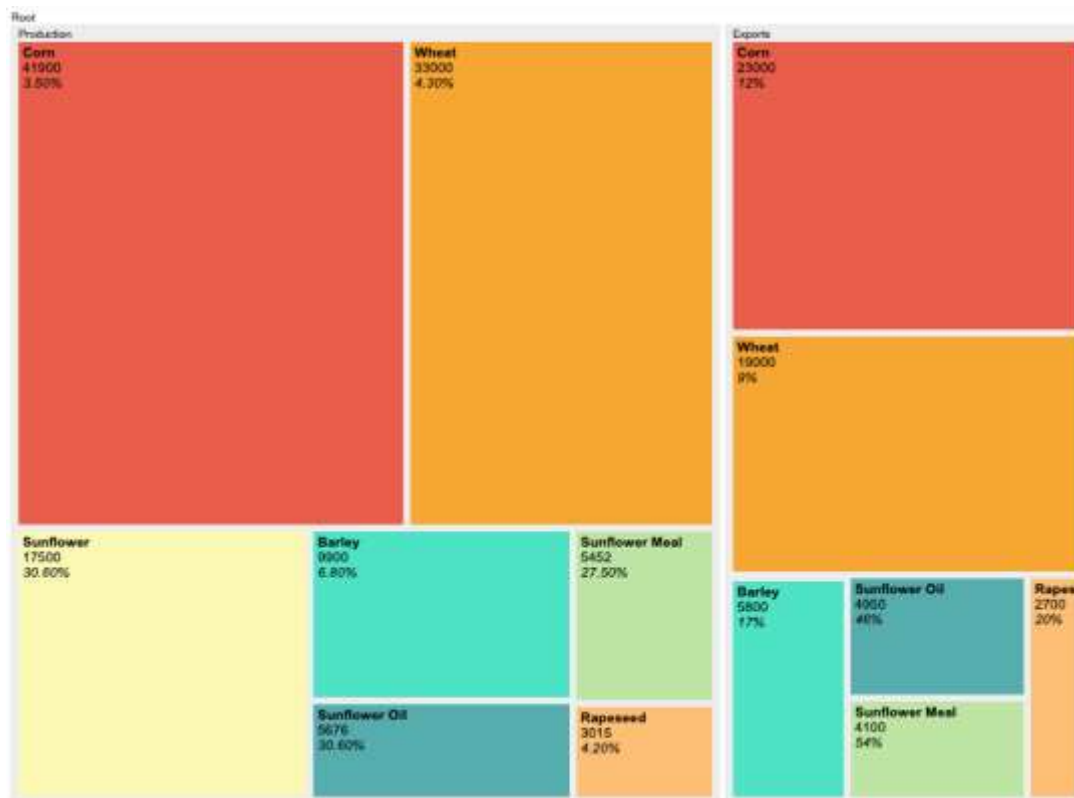 Root
Production
Corn
41900
3.50%
Wheat
33000
4.30%
Sunflower
17500
30.60%
Barley
9900
6.80%
Sunflower Meal
5452
27.50%
Sunflower Oil
5676
30.60%
Rapeseed
3015
4.20%
Exports
Corn
23000
12%
Wheat
19000
9%
Barley
5800
17%
Sunflower Oil
4950
46%
Sunflower Meal
4100
54%
Rapes
2700
20%